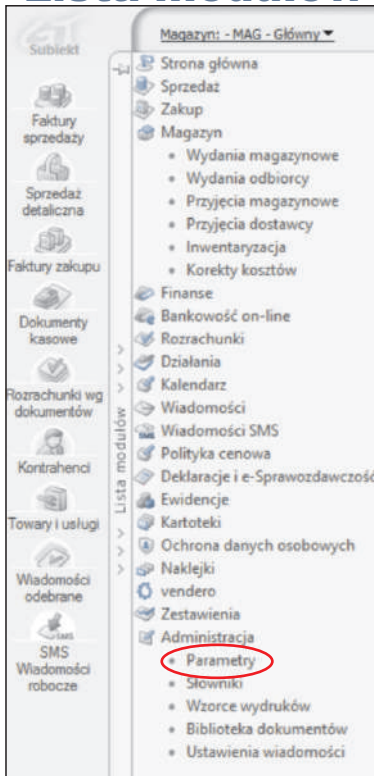 Subiekt
Faktury
sprzedaży
Sprzedaż
detaliczna
Faktury zakupu
Dokumenty
kasowe
Rozrachunki wg
dokumentów
Kontrahenci
Towary i usługi
Wiadomości
odebrane
SMS
SMS
Wiadomości
robocze
Lista modułów
Magazyn: - MAG - Główny
Strona główna
Sprzedaż
Zakup
Magazyn
Wydania magazynowe
Wydania odbiorcy
Przyjęcia magazynowe
Przyjęcia dostawcy
Inwentaryzacja
Korekty kosztów
Finanse
Bankowość on-line
Rozrachunki
Działania
Kalendarz
Wiadomości
Wiadomości SMS
Polityka cenowa
Deklaracje i e-Sprawozdawczość
Ewidencje
Kartoteki
Ochrona danych osobowych
Naklejki
vendero
Zestawienia
Administracja
Parametry
Słowniki
Wzorce wydruków
Biblioteka dokumentów
Ustawienia wiadomości